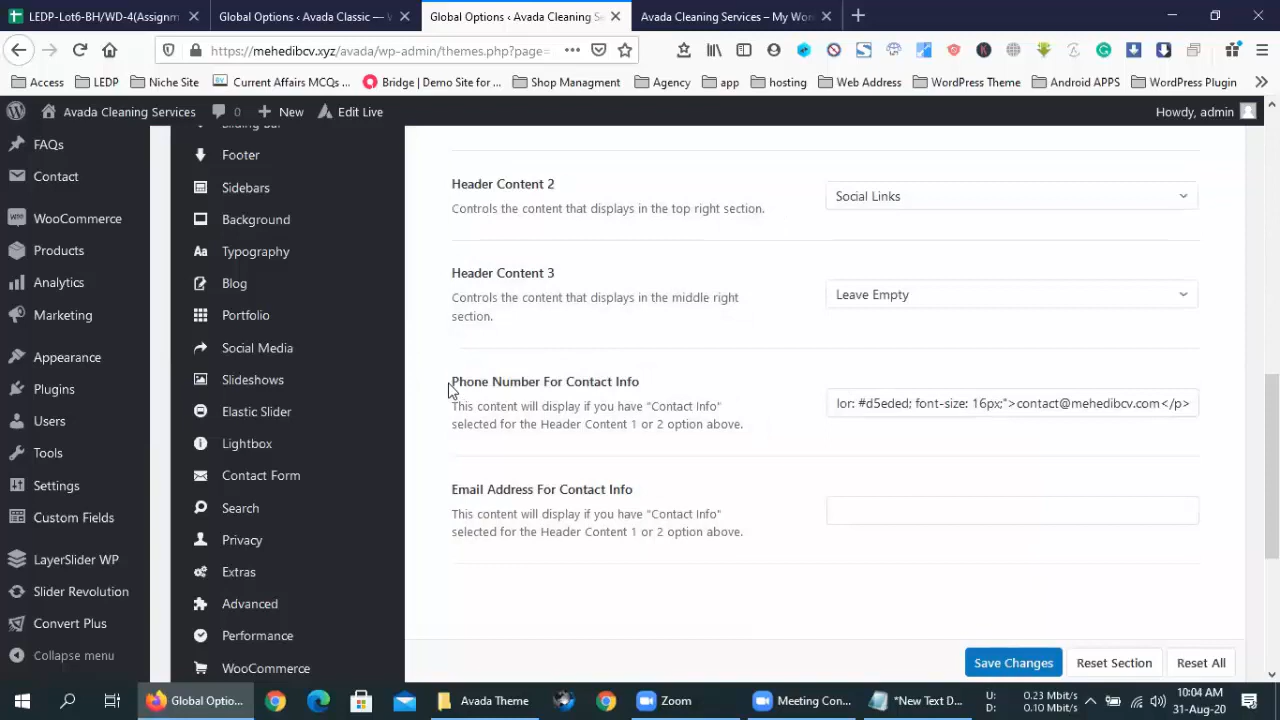 LEDP-Lot6-BH/WD-4(Assignm
Global Options ‹ Avada Classic — W
Global Options ‹ Avada Cleaning Se
Avada Cleaning Services – My Wor
https://mehedibcv.xyz/avada/wp-admin/themes.php?page=
Access
LEDP
Niche Site
Current Affairs MCQs ...
Bridge | Demo Site for ...
Shop Managment
Agency
app
hosting
Web Address
WordPress Theme
Android APPS
WordPress Plugin
Avada Cleaning Services
0
New
Edit Live
Howdy, admin
FAQs
Contact
WooCommerce
Products
Analytics
Marketing
Appearance
Plugins
Users
Tools
Settings
Custom Fields
LayerSlider WP
Slider Revolution
Convert Plus
Collapse menu
Sliding Bar
Footer
Sidebars
Background
Typography
Blog
Portfolio
Social Media
Slideshows
Elastic Slider
Lightbox
Contact Form
Search
Privacy
Extras
Advanced
Performance
WooCommerce
Header Content 2
Controls the content that displays in the top right section.
Social Links
Header Content 3
Controls the content that displays in the middle right
section.
Leave Empty
Phone Number For Contact Info
This content will display if you have "Contact Info"
selected for the Header Content 1 or 2 option above.
lor: #d5eded; font-size: 16px;">contact@mehedibcv.com</p>
Email Address For Contact Info
This content will display if you have "Contact Info"
selected for the Header Content 1 or 2 option above.
Save Changes
Reset Section
Reset All
Global Optio...
Avada Theme
Zoom
Meeting Con...
*New Text D...
U: 0.23 Mbit/s
D: 0.10 Mbit/s
10:04 AM
31-Aug-20